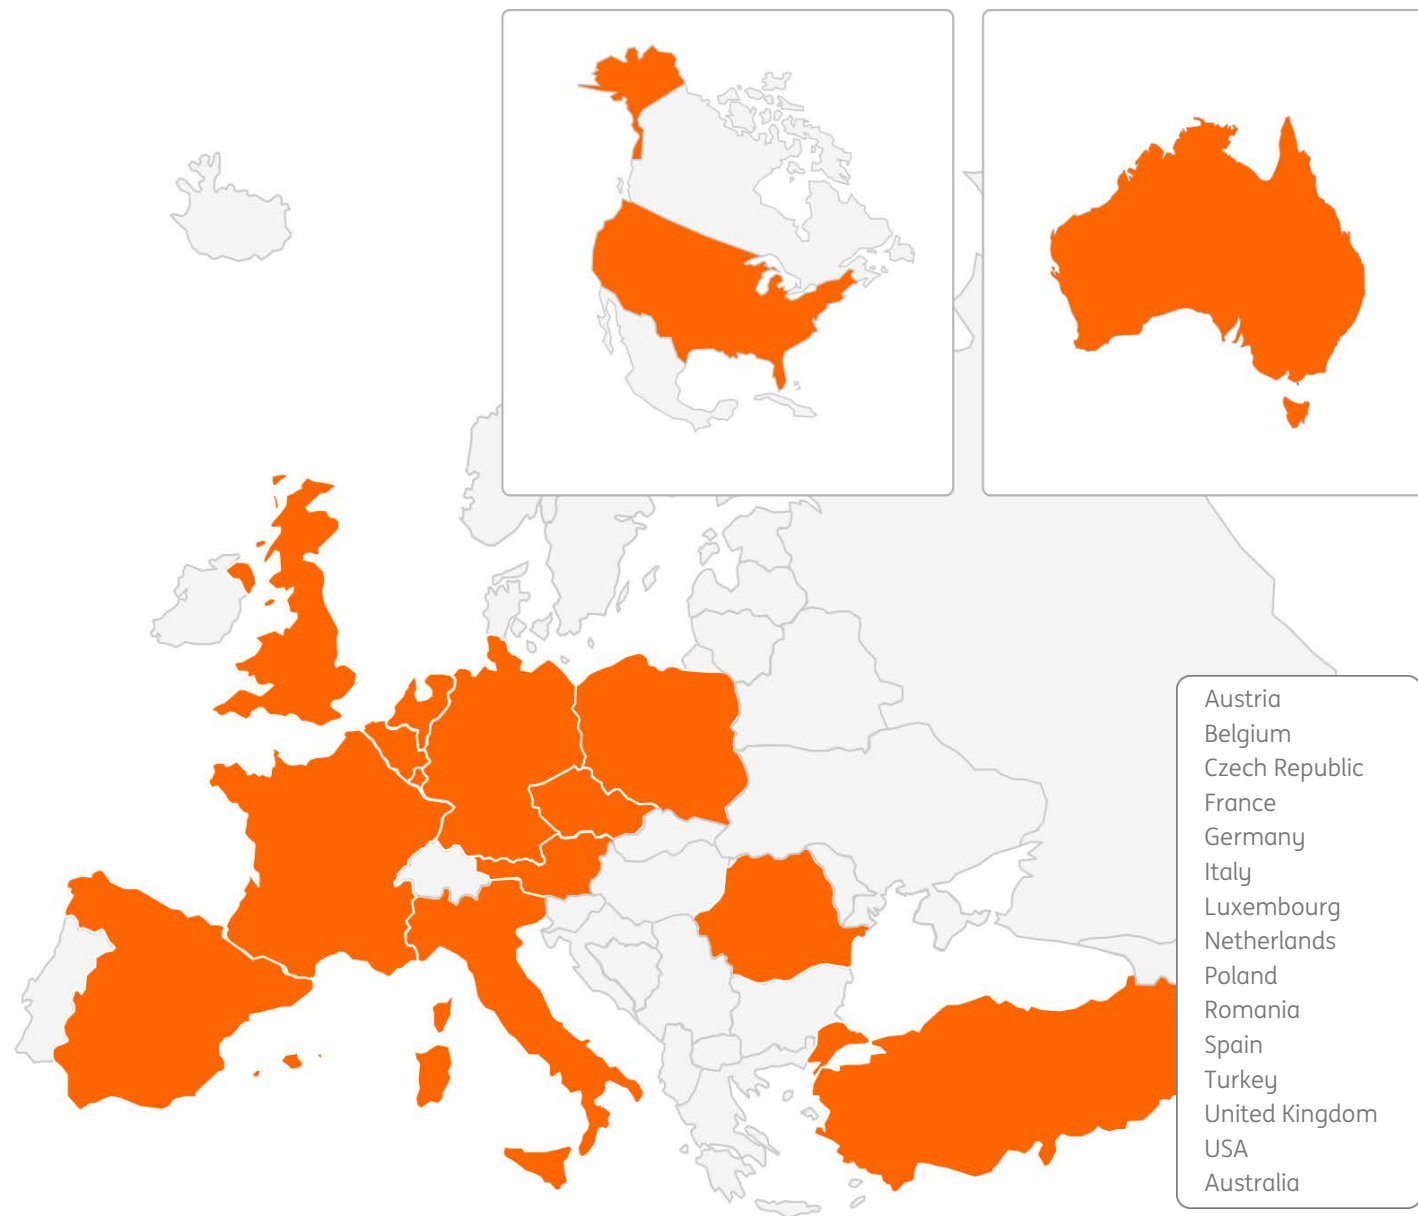 Austria
Belgium
Czech Republic
France
Germany
Italy
Luxembourg
Netherlands
Poland
Romania
Spain
Turkey
United Kingdom
USA
Australia